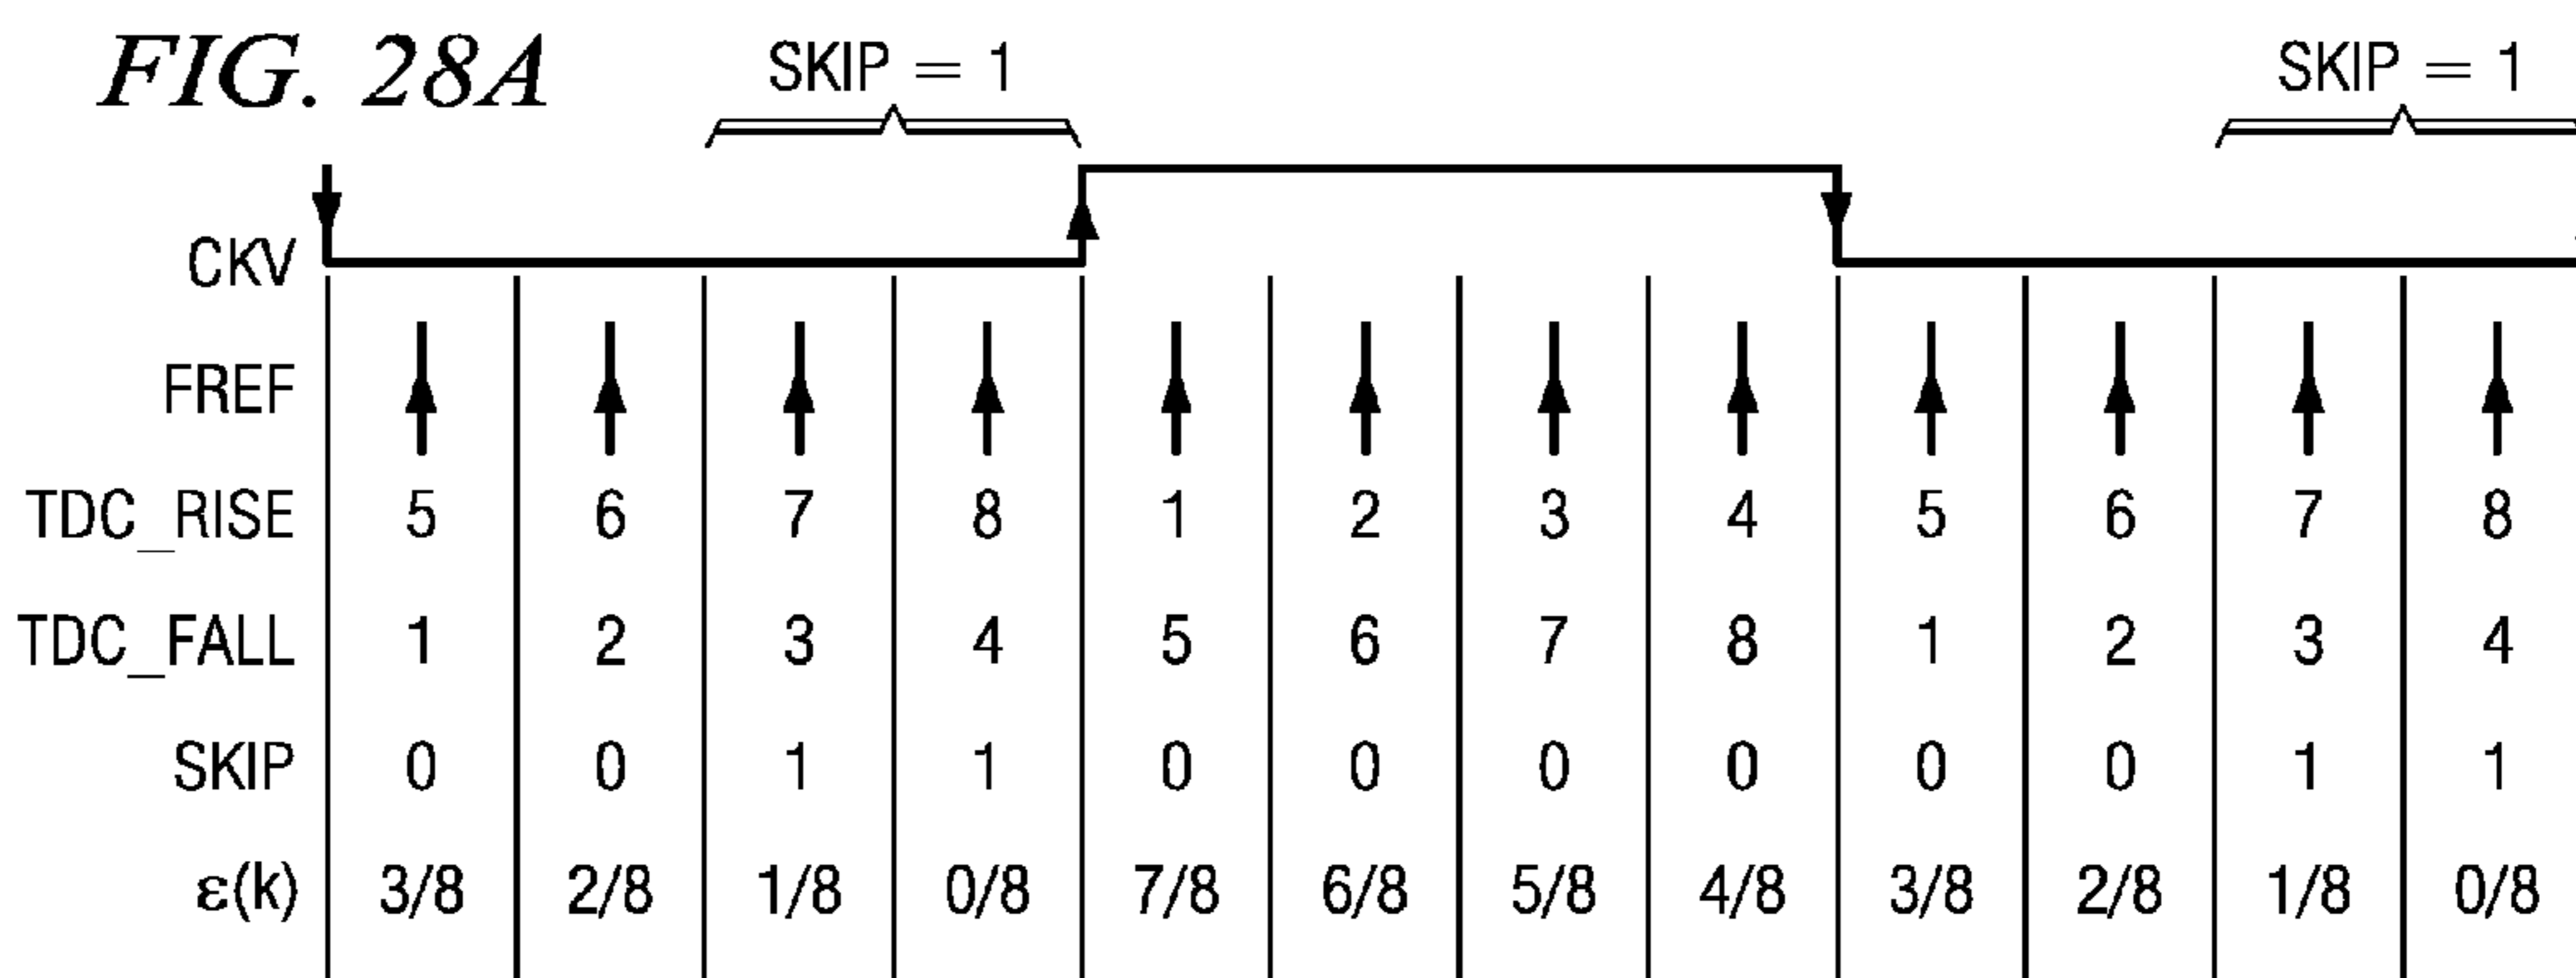 FIG. 28A
SKIP = 1 SKIP = 1
CKV
FREF
TDC_RISE 5 6 7 8 1 2 3 4 5 6 7 8
TDC_FALL 1 2 3 4 5 6 7 8 1 2 3 4
SKIP 0 0 1 1 0 0 0 0 0 0 1 1
ε(k) 3/8 2/8 1/8 0/8 7/8 6/8 5/8 4/8 3/8 2/8 1/8 0/8